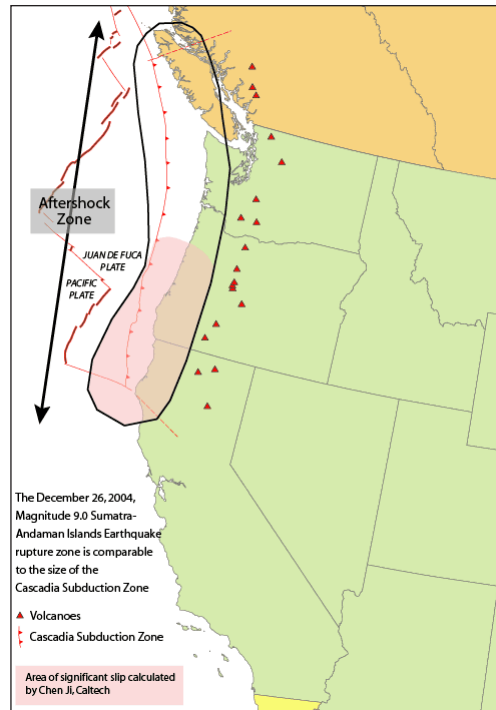 Aftershock
Zone
JUAN DE FUCA
PLATE
PACIFIC
PLATE
The December 26, 2004,
Magnitude 9.0 Sumatra-
Andaman Islands Earthquake
rupture zone is comparable
to the size of the
Cascadia Subduction Zone
Volcanoes
Cascadia Subduction Zone
Area of significant slip calculated
by Chen Ji, Caltech